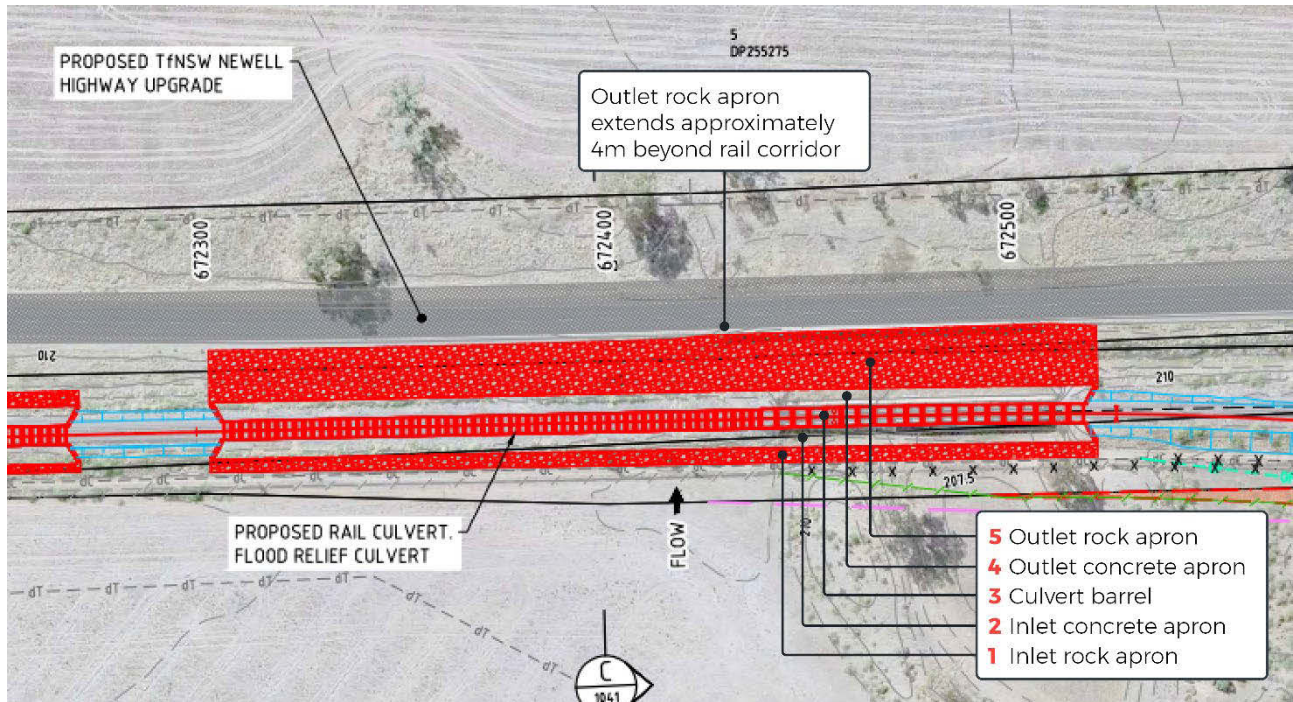 5
DP255275
PROPOSED TfNSW NEWELL
HIGHWAY UPGRADE
Outlet rock apron
extends approximately
4m beyond rail corridor
672300
672400
672500
210
210
207.5
210
PROPOSED RAIL CULVERT.
FLOOD RELIEF CULVERT
FLOW
5 Outlet rock apron
4 Outlet concrete apron
3 Culvert barrel
2 Inlet concrete apron
1 Inlet rock apron
C
1041